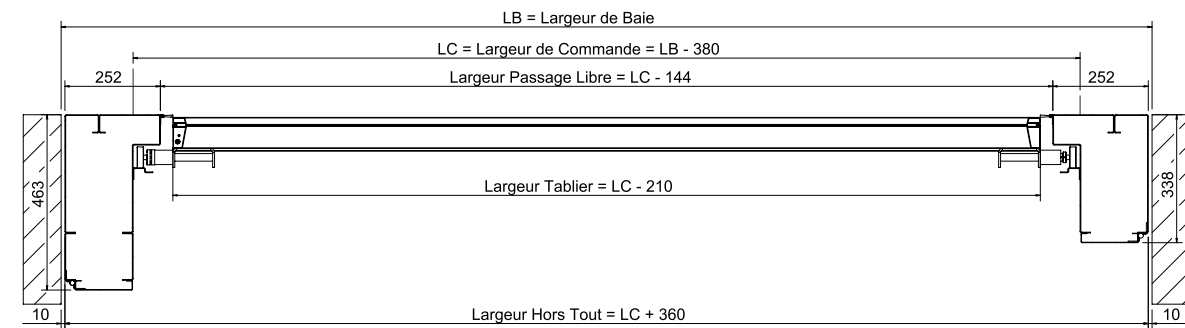 LB = Largeur de Baie
LC = Largeur de Commande = LB - 380
252
Largeur Passage Libre = LC - 144
252
463
Largeur Tablier = LC - 210
338
10
Largeur Hors Tout = LC + 360
10